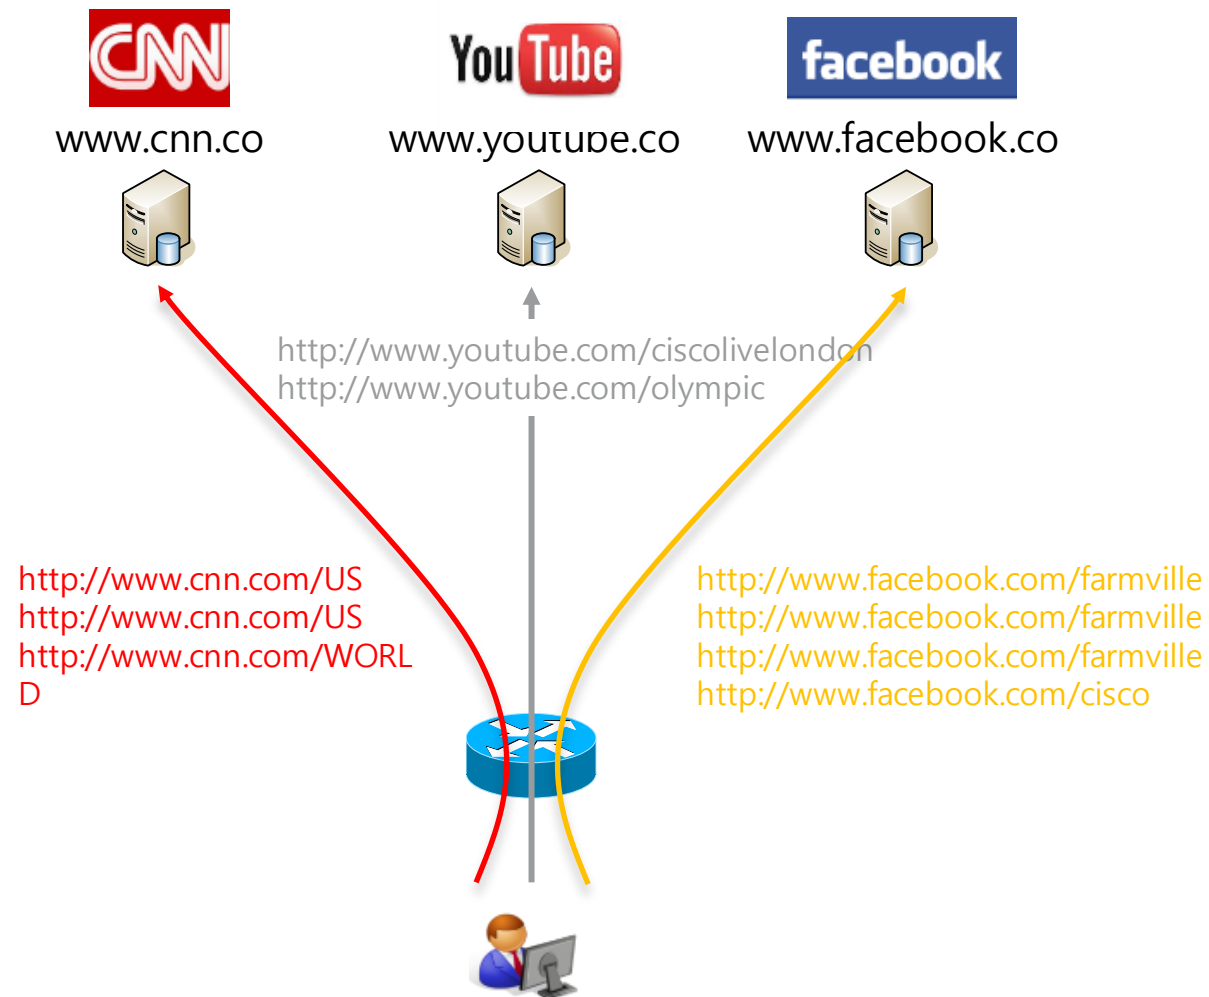 CNN
You Tube
facebook
www.cnn.co
www.youtube.co
www.facebook.co
http://www.youtube.com/ciscolivelondon
http://www.youtube.com/olympic
http://www.cnn.com/US
http://www.cnn.com/US
http://www.cnn.com/WORL
D
http://www.facebook.com/farmville
http://www.facebook.com/farmville
http://www.facebook.com/farmville
http://www.facebook.com/cisco